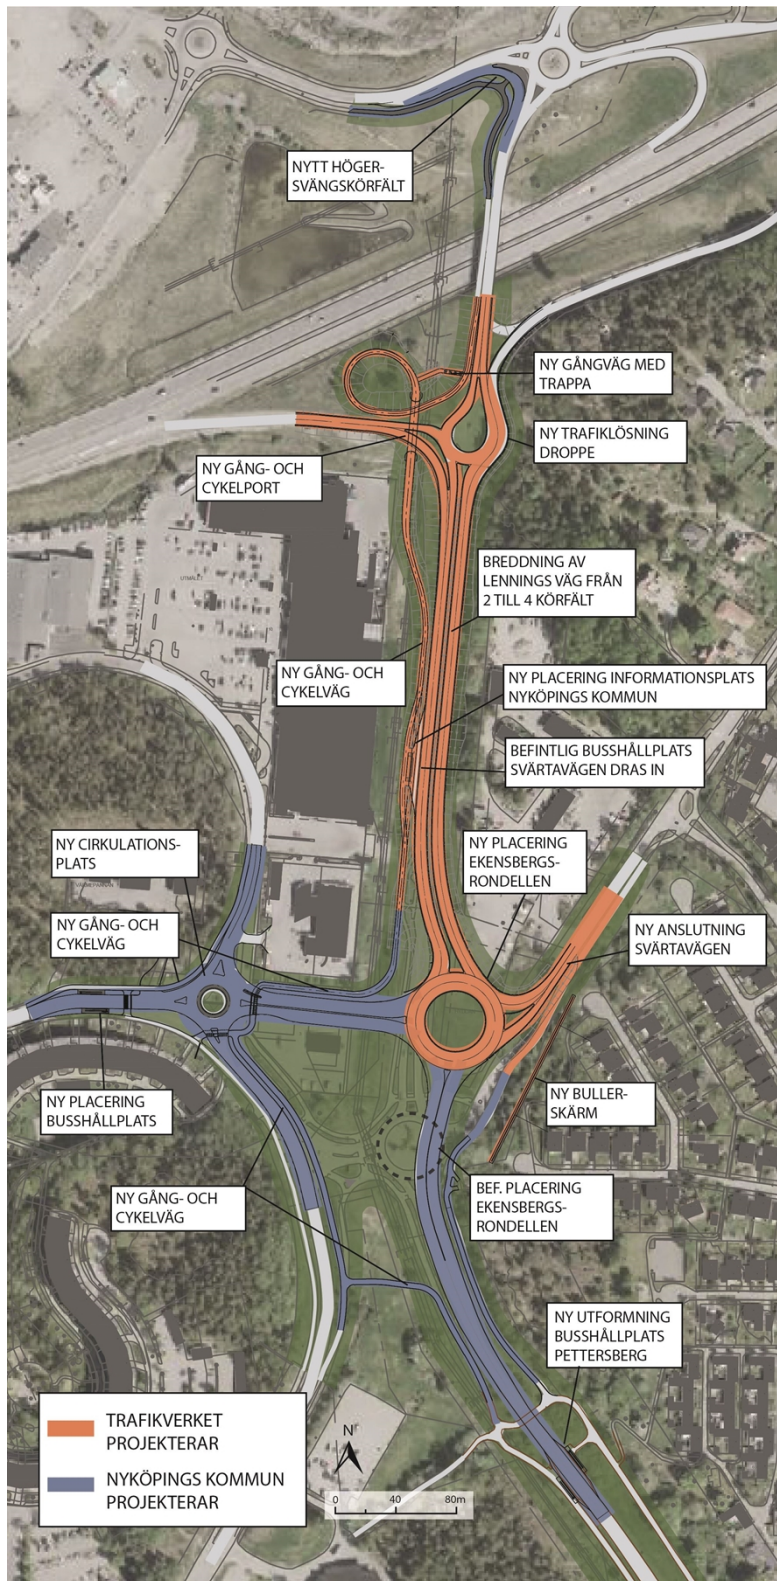 NYTT HÖGER-
SVÄNGSKÖRFÄLT
NY GÅNGVÄG MED
TRAPPA
NY TRAFIKLÖSNING
DROPPE
NY GÅNG- OCH
CYKELPORT
BREDDNING AV
LENNINGS VÄG FRÅN
2 TILL 4 KÖRFÄLT
NY GÅNG- OCH
CYKELVÄG
NY PLACERING INFORMATIONSPLATS
NYKÖPINGS KOMMUN
BEFINTLIG BUSSHÅLLPLATS
SVÄRTAVÄGEN DRAS IN
NY CIRKULATIONS-
PLATS
NY PLACERING
EKENSBERGS-
RONDELLEN
NY GÅNG- OCH
CYKELVÄG
NY ANSLUTNING
SVÄRTAVÄGEN
NY PLACERING
BUSSHÅLLPLATS
NY BULLER-
SKÄRM
NY GÅNG- OCH
CYKELVÄG
BEF. PLACERING
EKENSBERGS-
RONDELLEN
NY UTFORMNING
BUSSHÅLLPLATS
PETTERSBERG
TRAFIKVERKET
PROJEKTERAR
NYKÖPINGS KOMMUN
PROJEKTERAR
N
0 40 80m